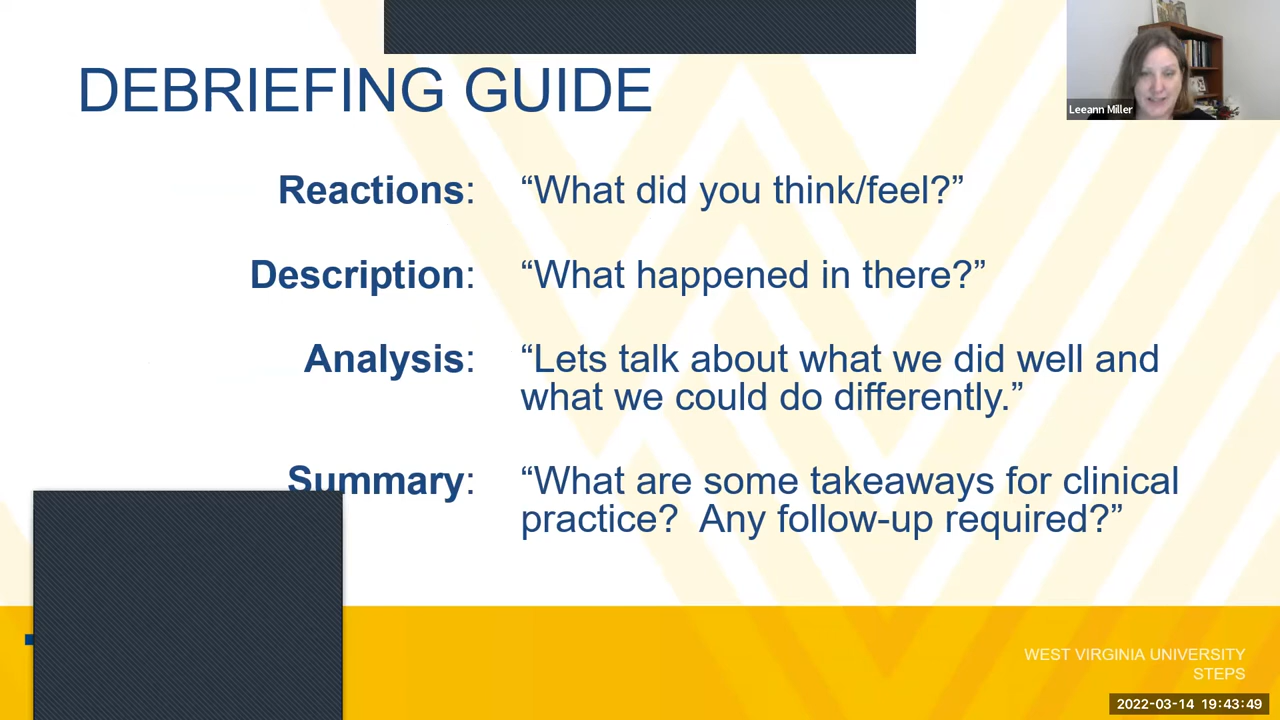 DEBRIEFING GUIDE
Leeann Miller
Reactions: “What did you think/feel?”
Description: “What happened in there?”
Analysis: “Lets talk about what we did well and
what we could do differently.”
Summary: “What are some takeaways for clinical
practice?  Any follow-up required?”
WEST VIRGINIA UNIVERSITY
STEPS
2022-03-14 19:43:49